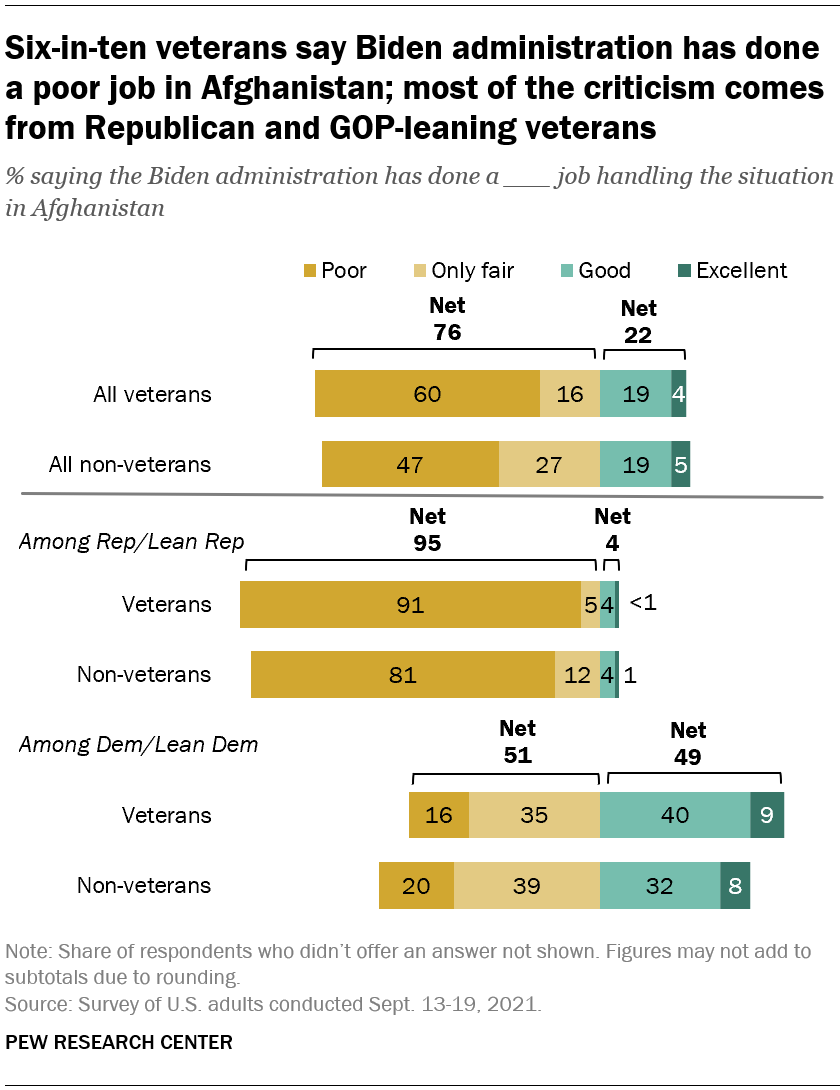 Six-in-ten veterans say Biden administration has done
a poor job in Afghanistan; most of the criticism comes
from Republican and GOP-leaning veterans
% saying the Biden administration has done a ___ job handling the situation
in Afghanistan
Poor Only fair Good Excellent
Net Net
76 22
All veterans 60 16 19 4
All non-veterans 47 27 19 5
Net Net
Among Rep/Lean Rep 95 4
Veterans 91 5 4 <1
Non-veterans 81 12 4 1
Net Net
Among Dem/Lean Dem 51 49
Veterans 16 35 40 9
Non-veterans 20 39 32 8
Note: Share of respondents who didn’t offer an answer not shown. Figures may not add to
subtotals due to rounding.
Source: Survey of U.S. adults conducted Sept. 13-19, 2021.
PEW RESEARCH CENTER